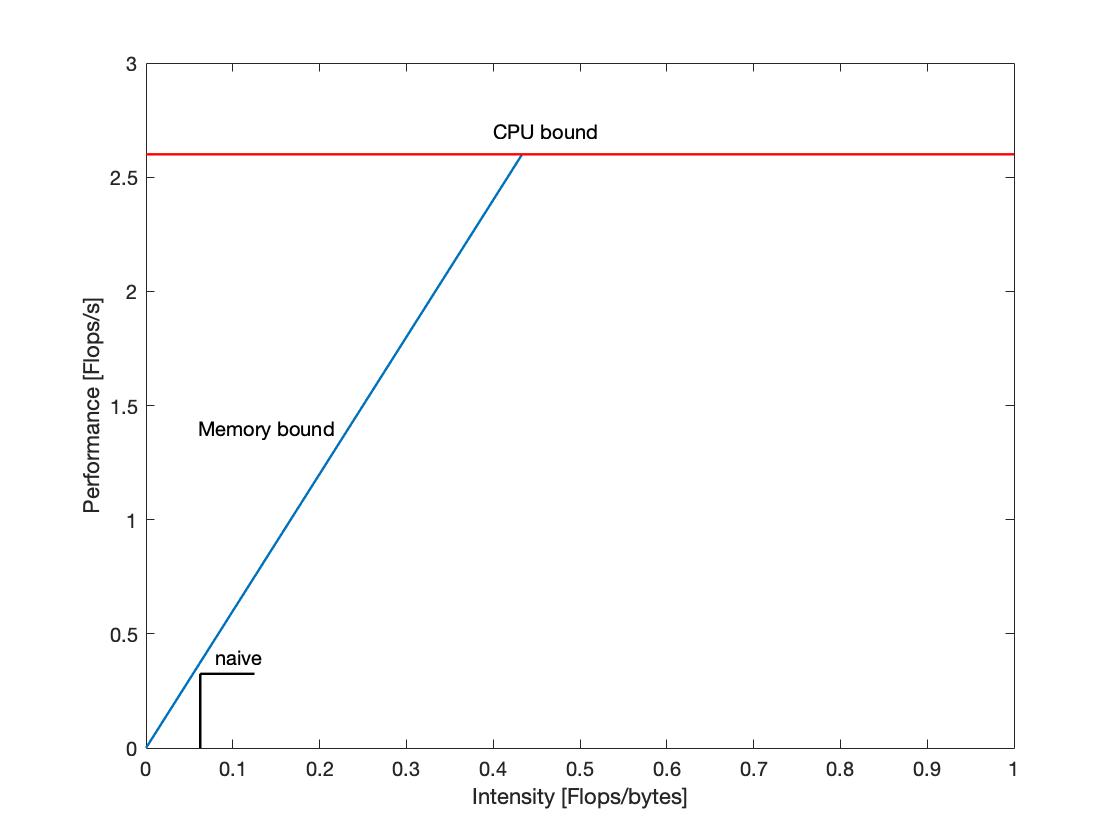 3
CPU bound
2.5
2
Performance [Flops/s]
1.5
Memory bound
1
0.5
naive
0
0 0.1 0.2 0.3 0.4 0.5 0.6 0.7 0.8 0.9 1
Intensity [Flops/bytes]